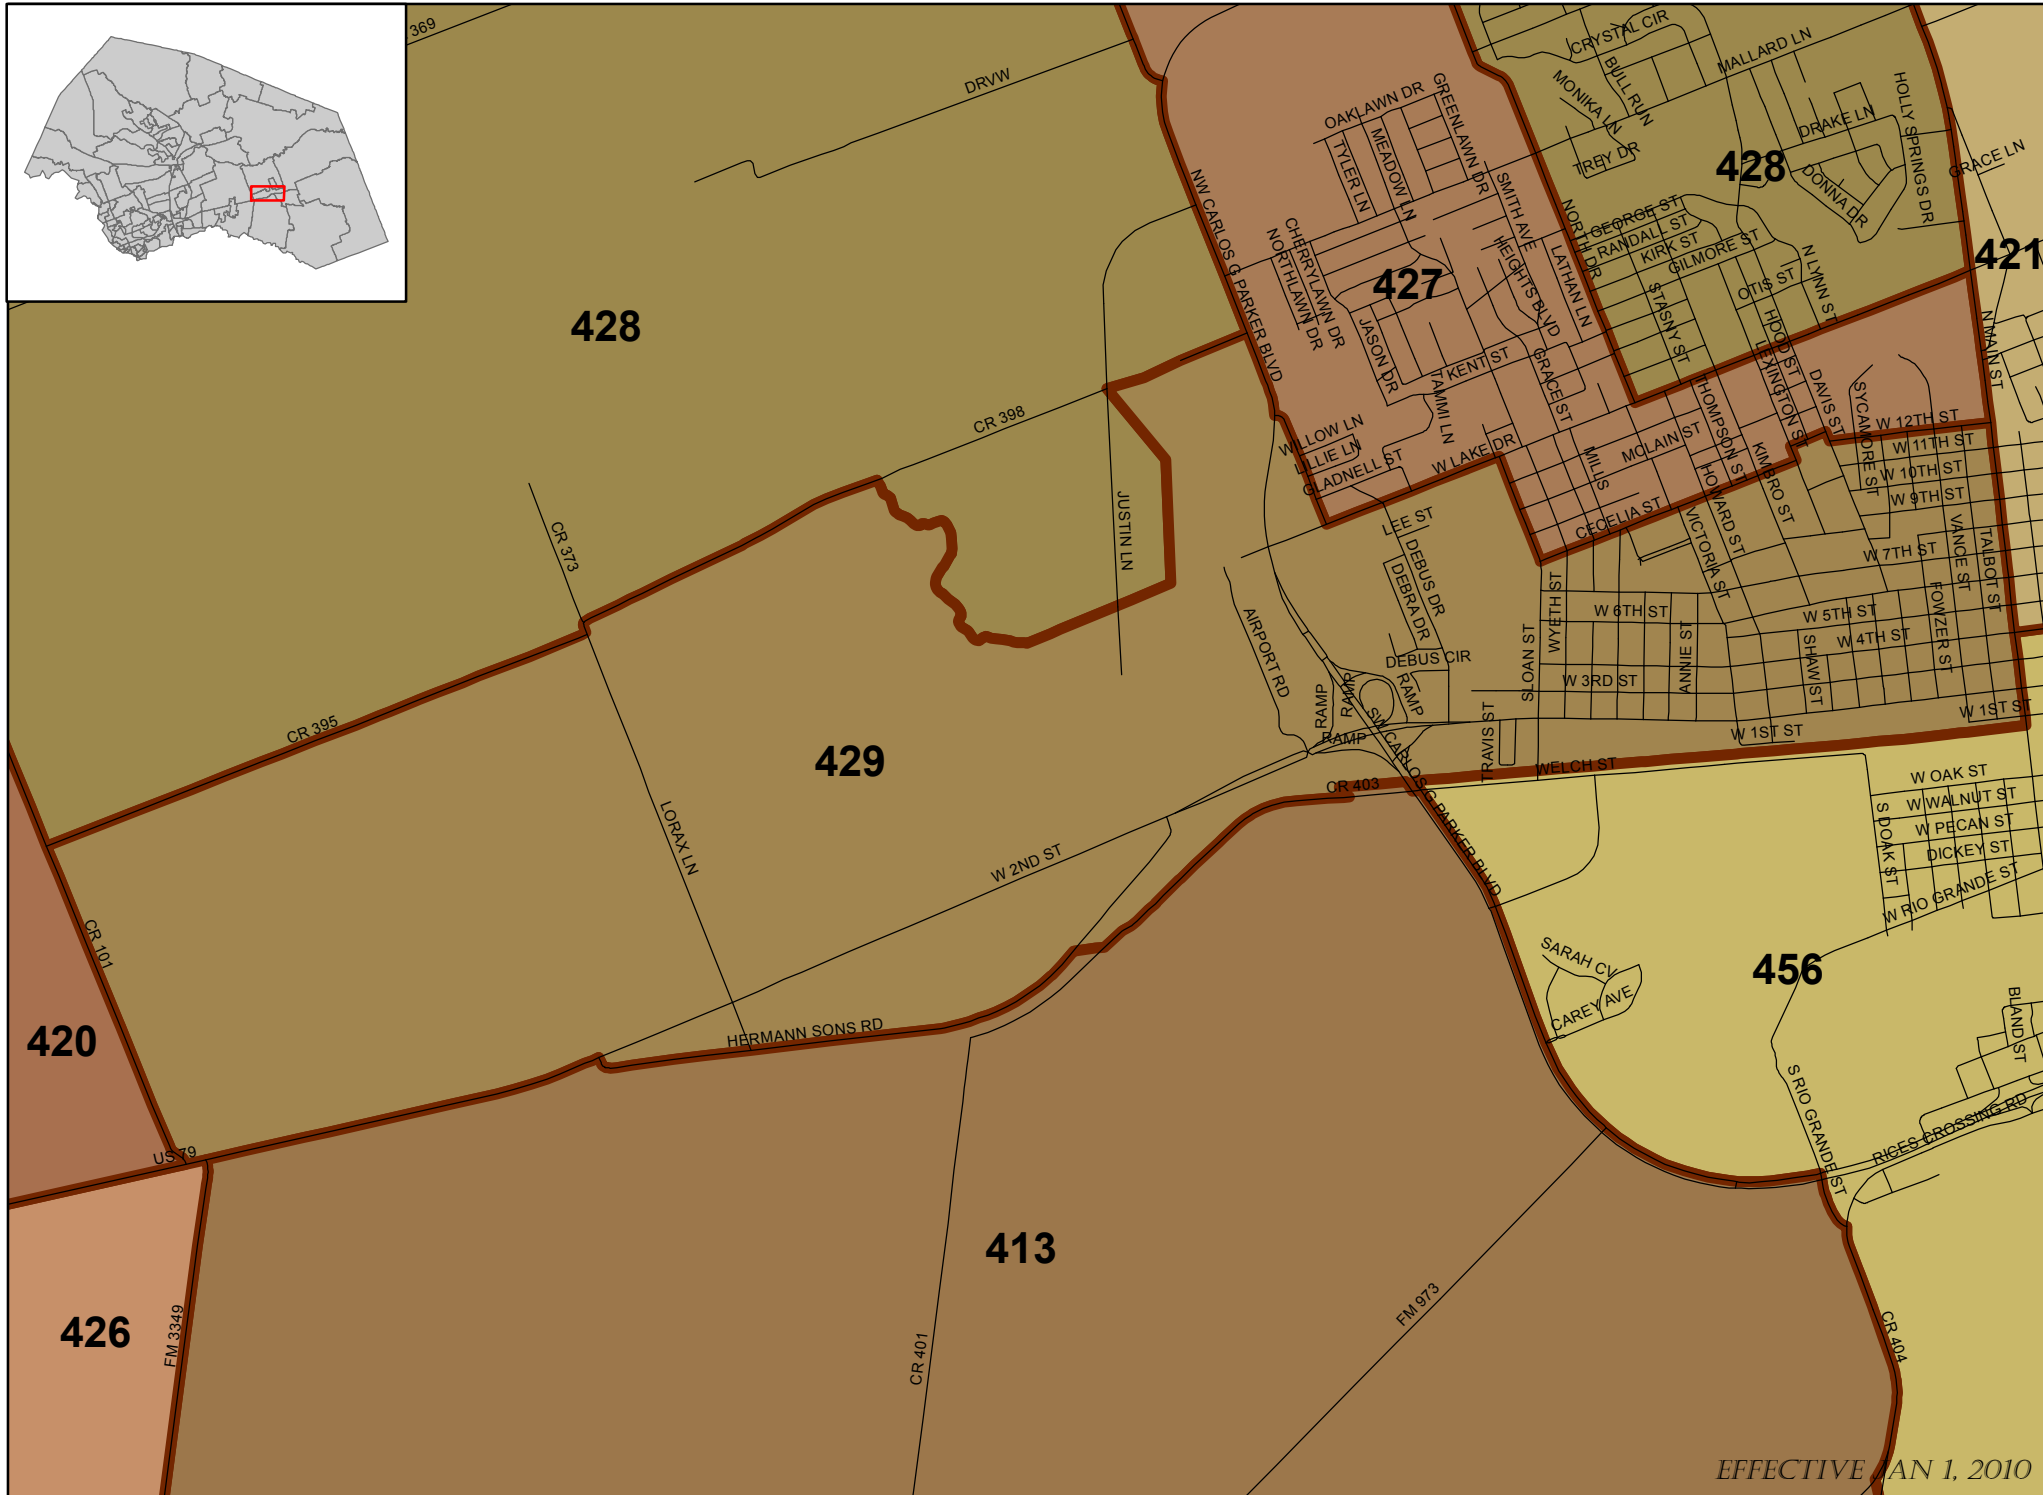 369
DRVW
CRYSTAL CIR
MALLARD LN
BULL RUN
MONIKA LN
HOLLY SPRINGS DR
OAKLAWN DR
GREENLAWN DR
TYLER LN
MEADOW LN
DRAKE LN
TREY DR
428
DONNA DR
GRACE LN
NW CARLOS G PARKER BLVD
SMITH AVE
NORTH DR
GEORGE ST
RANDALL ST
KIRK ST
GILMORE ST
CHERRYLAWN DR
NORTHLAWN DR
HEIGHTS BLVD
LATHAN LN
427
421
N LYNN ST
OTIS ST
STASNY ST
HOOD ST
N MAIN ST
428
JASON DR
KENT ST
GRACE ST
LEXINGTON ST
TAMMI LN
THOMPSON ST
DAVIS ST
SYCAMORE ST
CR 398
WILLOW LN
LILLIE LN
GLADNELL ST
W LAKE DR
MILLS
MCLAIN ST
KIMBRO ST
HOWARD ST
W 12TH ST
W 11TH ST
W 10TH ST
W 9TH ST
CR 373
JUSTIN LN
LEE ST
CECELIA ST
VICTORIA ST
VANCE ST
TALBOT ST
W 7TH ST
DEBUS DR
DEBRA DR
WYETH ST
AIRPORT RD
W 6TH ST
W 5TH ST
FOWZER ST
W 4TH ST
SLOAN ST
ANNIE ST
SHAW ST
DEBUS CIR
W 3RD ST
RAMP
RAMP
RAMP
RAMP
CR 395
429
SW CARLOS G PARKER BLVD
TRAVIS ST
W 1ST ST
W 1ST ST
WELCH ST
CR 403
W OAK ST
W WALNUT ST
S DOAK ST
W PECAN ST
DICKEY ST
W RIO GRANDE ST
LORAX LN
W 2ND ST
CR 101
SARAH CV
CAREY AVE
456
BLAND ST
420
HERMANN SONS RD
S RIO GRANDE ST
RICES CROSSING RD
US 79
413
426
FM 3349
CR 401
FM 973
CR 404
EFFECTIVE JAN 1, 2010